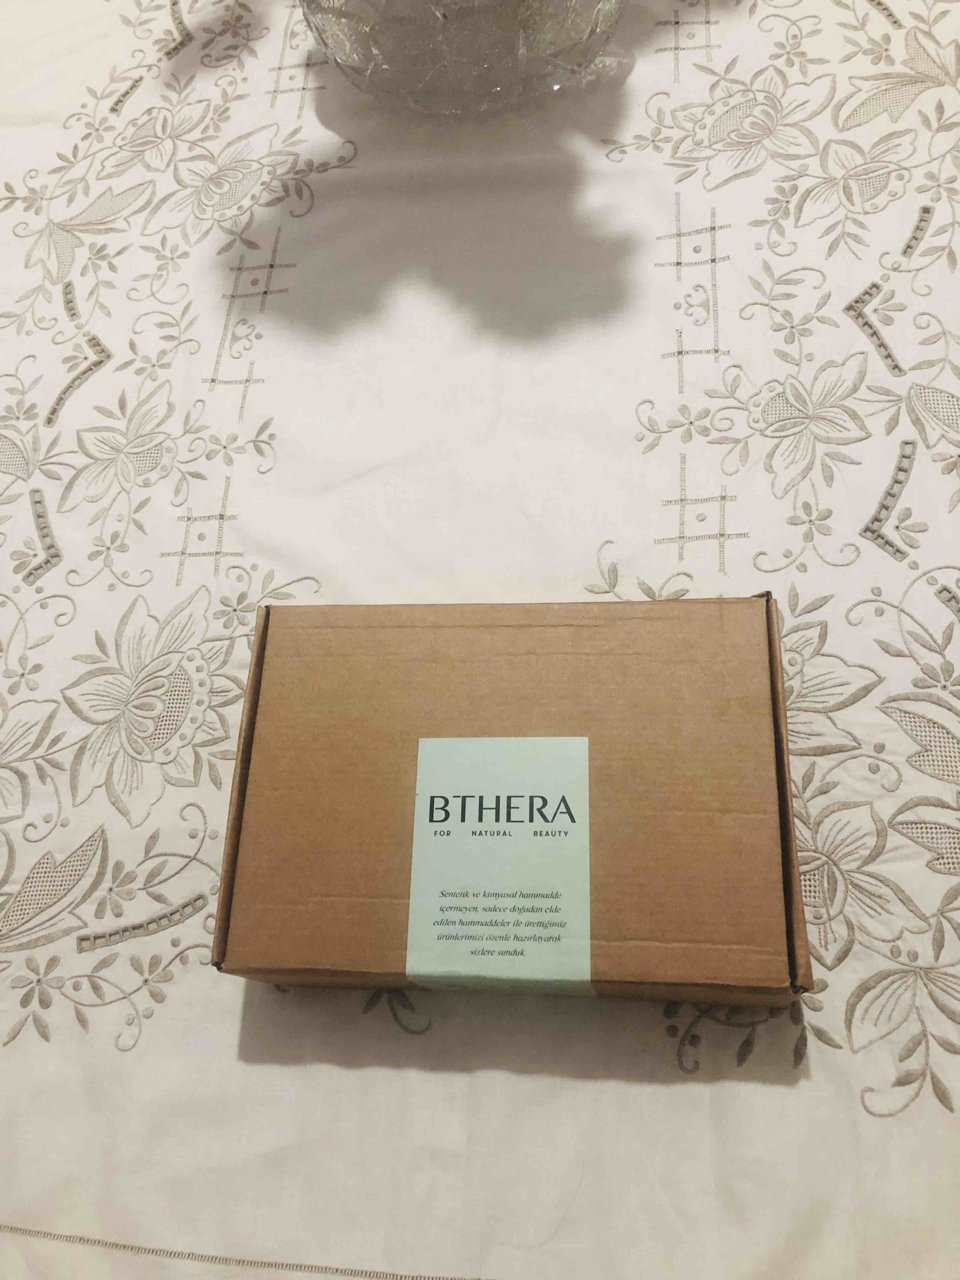 BTHERA
FOR NATURAL BEAUTY
Sentetik ve kimyasal hammadde
içermeyen, sadece doğadan elde
edilen hammaddeler ile ürettiğimiz
ürünlerimizi özenle hazırlayarak
sizlere sunduk.